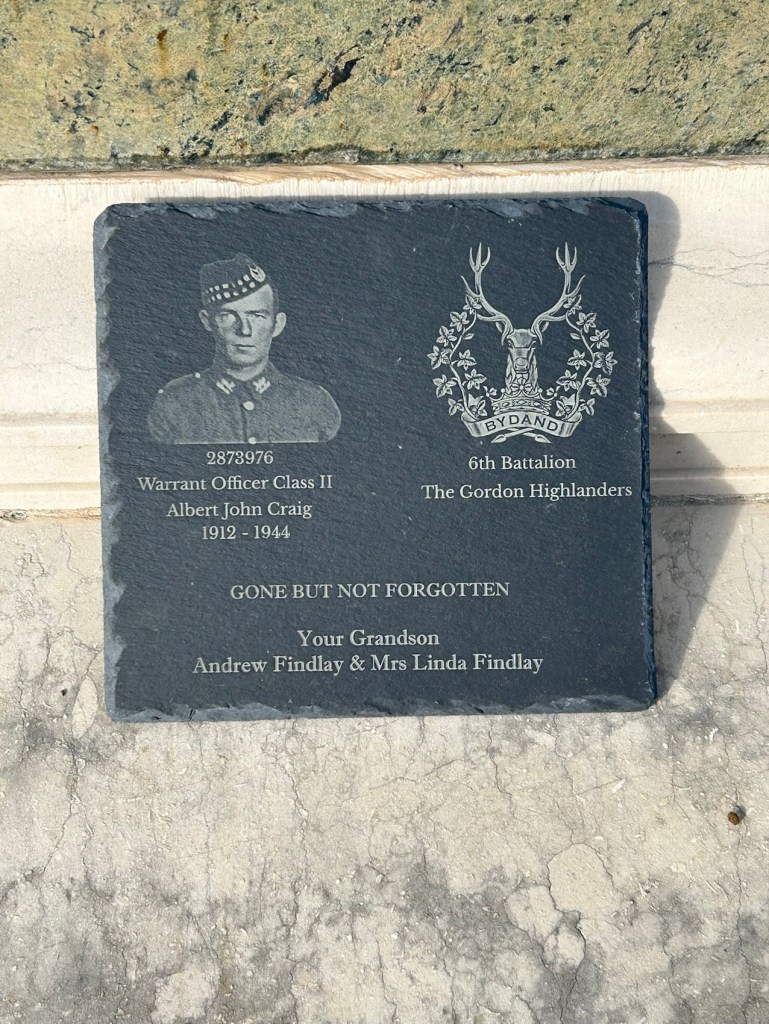 2873976
Warrant Officer Class II
Albert John Craig
1912 - 1944
BYDAND
6th Battalion
The Gordon Highlanders
GONE BUT NOT FORGOTTEN
Your Grandson
Andrew Findlay & Mrs Linda Findlay